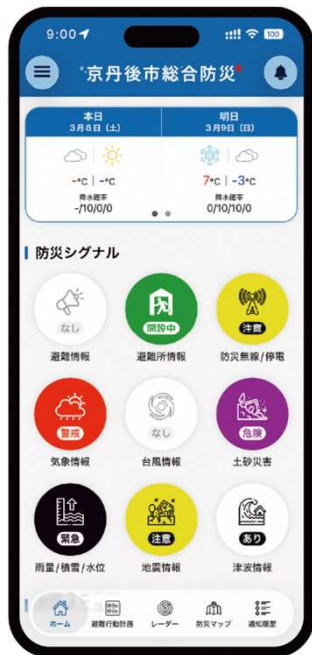 9:00
100
京丹後市総合防災
本日
3月8日（土）
明日
3月9日（日）
-℃ | -℃
7℃ | -3℃
降水確率
-/10/0/0
降水確率
0/10/10/0
防災シグナル
なし
開設中
注意
避難情報
避難所情報
防災無線/停電
警戒
なし
危険
気象情報
台風情報
土砂災害
緊急
注意
あり
雨量/積雪/水位
地震情報
津波情報
ホーム
避難行動計画
レーダー
防災マップ
通知履歴